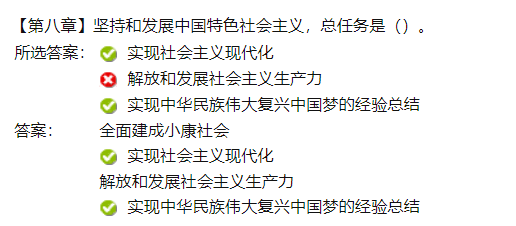 【第八章】坚持和发展中国特色社会主义，总任务是（）。
所选答案： 实现社会主义现代化
解放和发展社会主义生产力
实现中华民族伟大复兴中国梦的经验总结
答案： 全面建成小康社会
实现社会主义现代化
解放和发展社会主义生产力
实现中华民族伟大复兴中国梦的经验总结